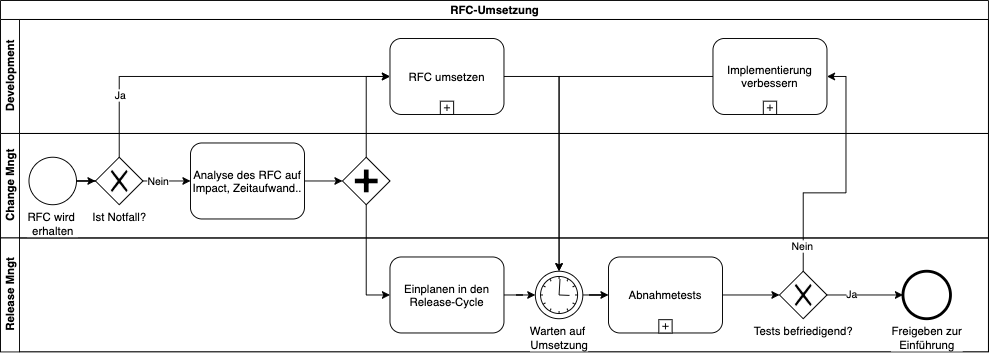 RFC-Umsetzung
Development
RFC umsetzen
Implementierung
verbessern
Ja
Change Mngt
RFC wird
erhalten
Ist Notfall?
Nein
Analyse des RFC auf
Impact, Zeitaufwand..
Release Mngt
Einplanen in den
Release-Cycle
Warten auf
Umsetzung
Abnahmetests
Nein
Tests befriedigend?
Ja
Freigeben zur
Einführung